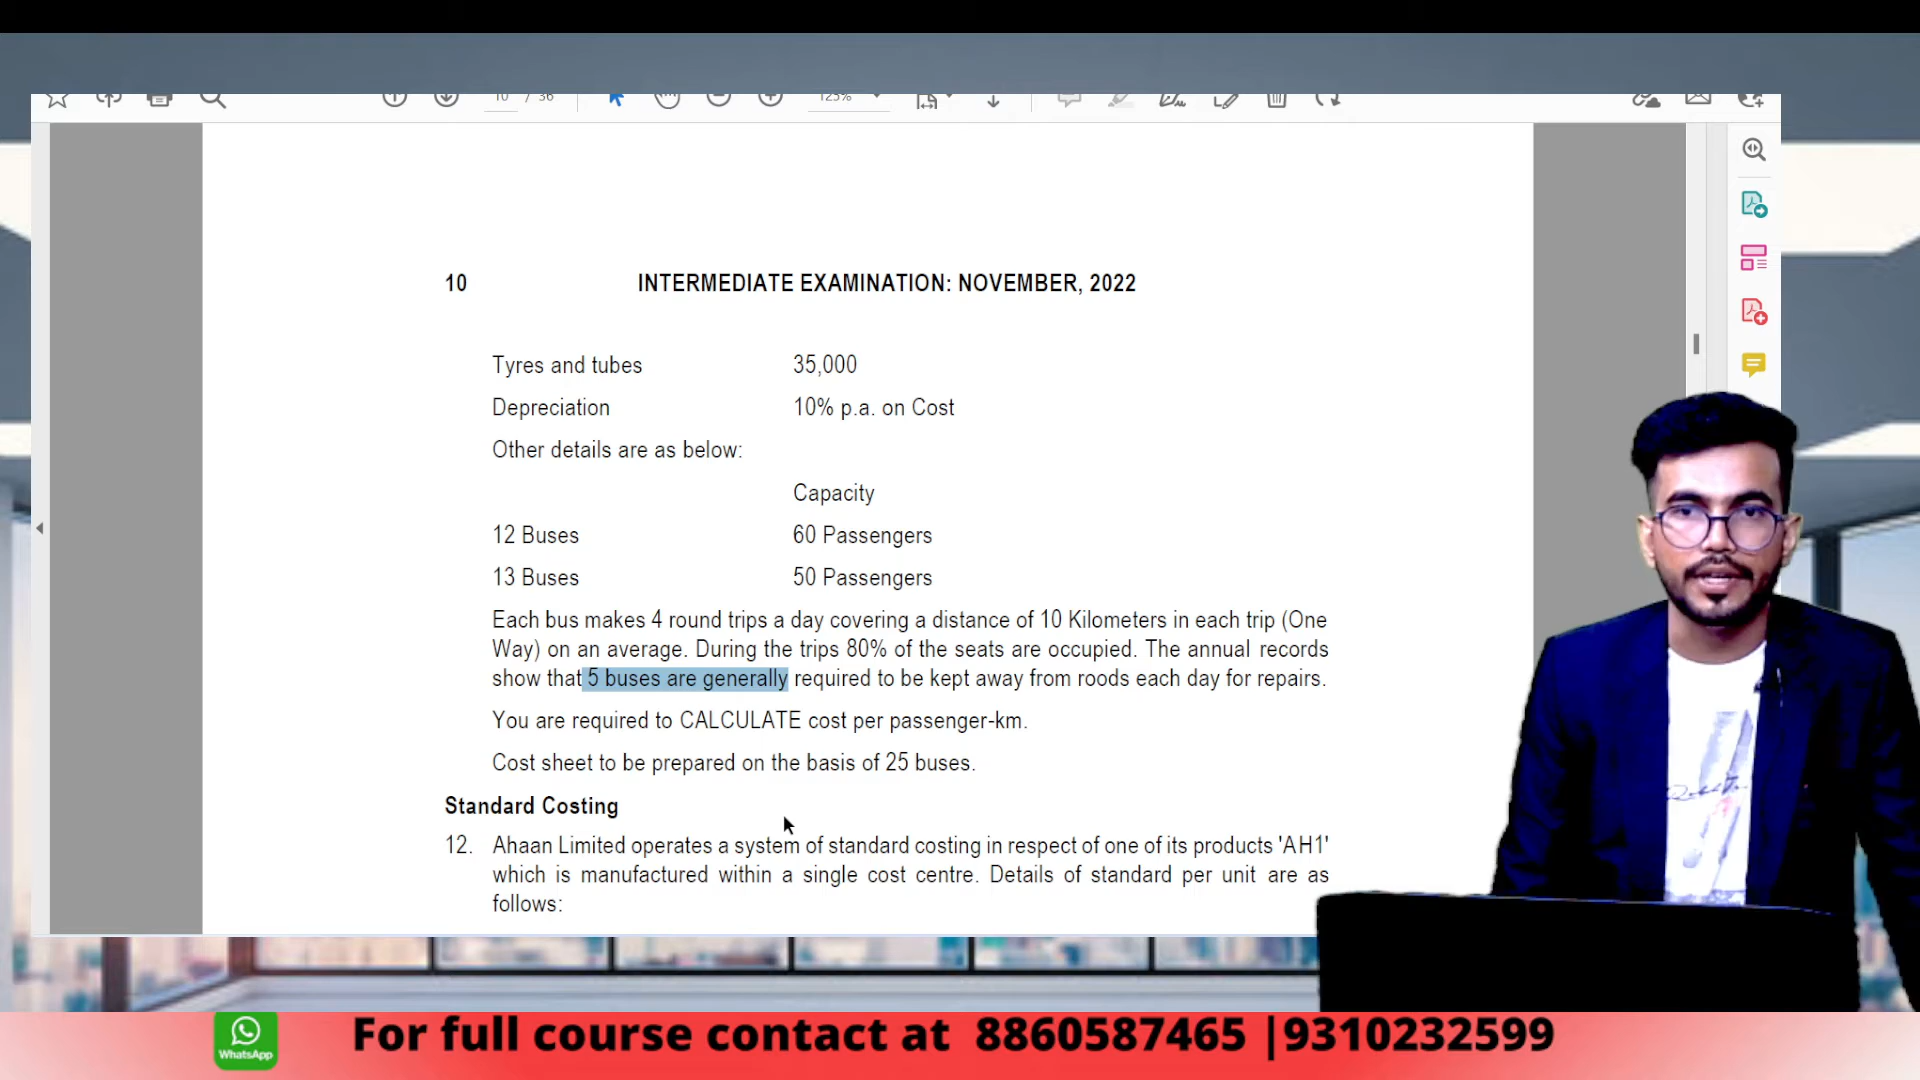 10 / 36
125%
10 INTERMEDIATE EXAMINATION: NOVEMBER, 2022
Tyres and tubes 35,000
Depreciation 10% p.a. on Cost
Other details are as below:
Capacity
12 Buses 60 Passengers
13 Buses 50 Passengers
Each bus makes 4 round trips a day covering a distance of 10 Kilometers in each trip (One
Way) on an average. During the trips 80% of the seats are occupied. The annual records
show that 5 buses are generally required to be kept away from roods each day for repairs.
You are required to CALCULATE cost per passenger-km.
Cost sheet to be prepared on the basis of 25 buses.
Standard Costing
12. Ahaan Limited operates a system of standard costing in respect of one of its products 'AH1'
which is manufactured within a single cost centre. Details of standard per unit are as
follows:
WhatsApp
For full course contact at 8860587465 |9310232599